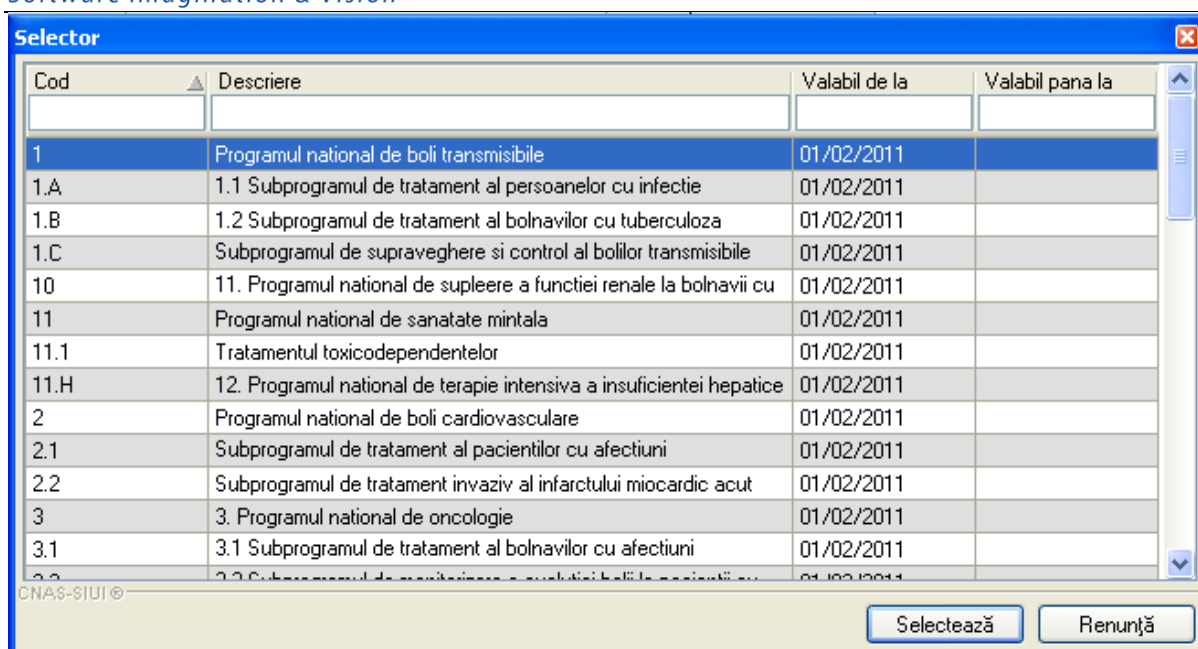 Software Imagination & Vision
Selector
Cod Descriere Valabil de la Valabil pana la
1 Programul national de boli transmisibile 01/02/2011
1.A 1.1 Subprogramul de tratament al persoanelor cu infectie 01/02/2011
1.B 1.2 Subprogramul de tratament al bolnavilor cu tuberculoza 01/02/2011
1.C Subprogramul de supraveghere si control al bolilor transmisibile 01/02/2011
10 11. Programul national de supleere a functiei renale la bolnavii cu 01/02/2011
11 Programul national de sanatate mintala 01/02/2011
11.1 Tratamentul toxicodependentelor 01/02/2011
11.H 12. Programul national de terapie intensiva a insuficientei hepatice 01/02/2011
2 Programul national de boli cardiovasculare 01/02/2011
2.1 Subprogramul de tratament al pacientilor cu afectiuni 01/02/2011
2.2 Subprogramul de tratament invaziv al infarctului miocardic acut 01/02/2011
3 3. Programul national de oncologie 01/02/2011
3.1 3.1 Subprogramul de tratament al bolnavilor cu afectiuni 01/02/2011
CNAS-SIUI®
Selectează Renunţă